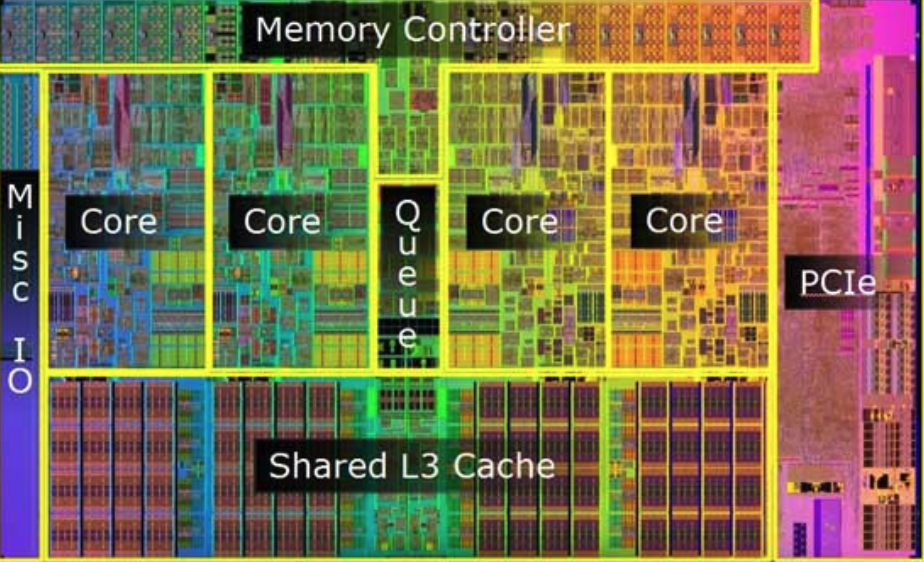 Memory Controller
Misc IO
Core
Core
Queue
Core
Core
PCIe
Shared L3 Cache